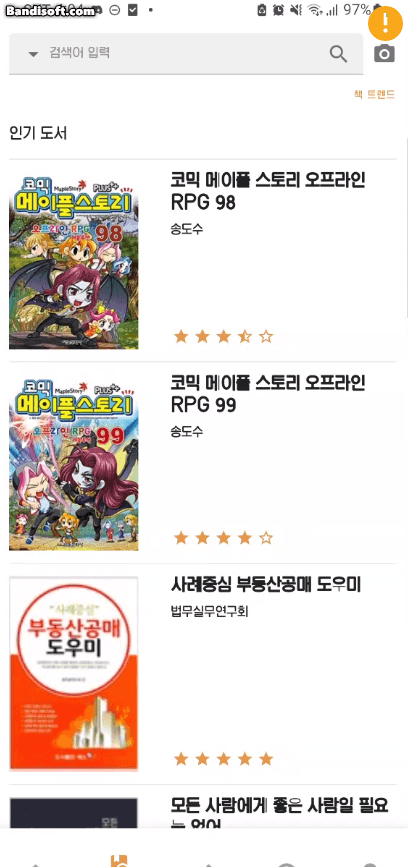 Bandisoft.com
97%
검색어 입력
책 트렌드
인기 도서
코믹
MapleStory
PLUS
메이플스토리
오프라인 RPG 98
코믹 메이플 스토리 오프라인
RPG 98
송도수
코믹
MapleStory
PLUS
메이플스토리
오프라인 RPG 99
코믹 메이플 스토리 오프라인
RPG 99
송도수
"사례중심"
부동산공매
도우미
사례중심 부동산공매 도우미
법무실무연구회
모든
모든 사람에게 좋은 사람일 필요
는 없어